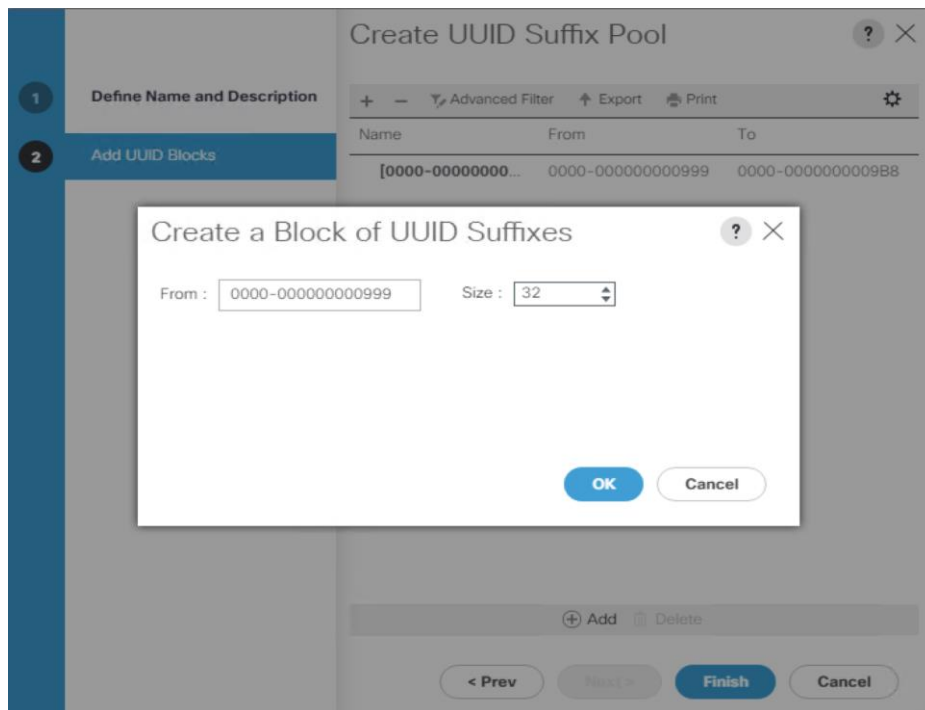 Create UUID Suffix Pool ?
1 Define Name and Description
+ − Advanced Filter Export Print
Name From To
2 Add UUID Blocks
[0000-00000000... 0000-000000000999 0000-0000000009B8
Create a Block of UUID Suffixes ?
From : 0000-000000000999 Size : 32
OK Cancel
Add Delete
< Prev Next > Finish Cancel